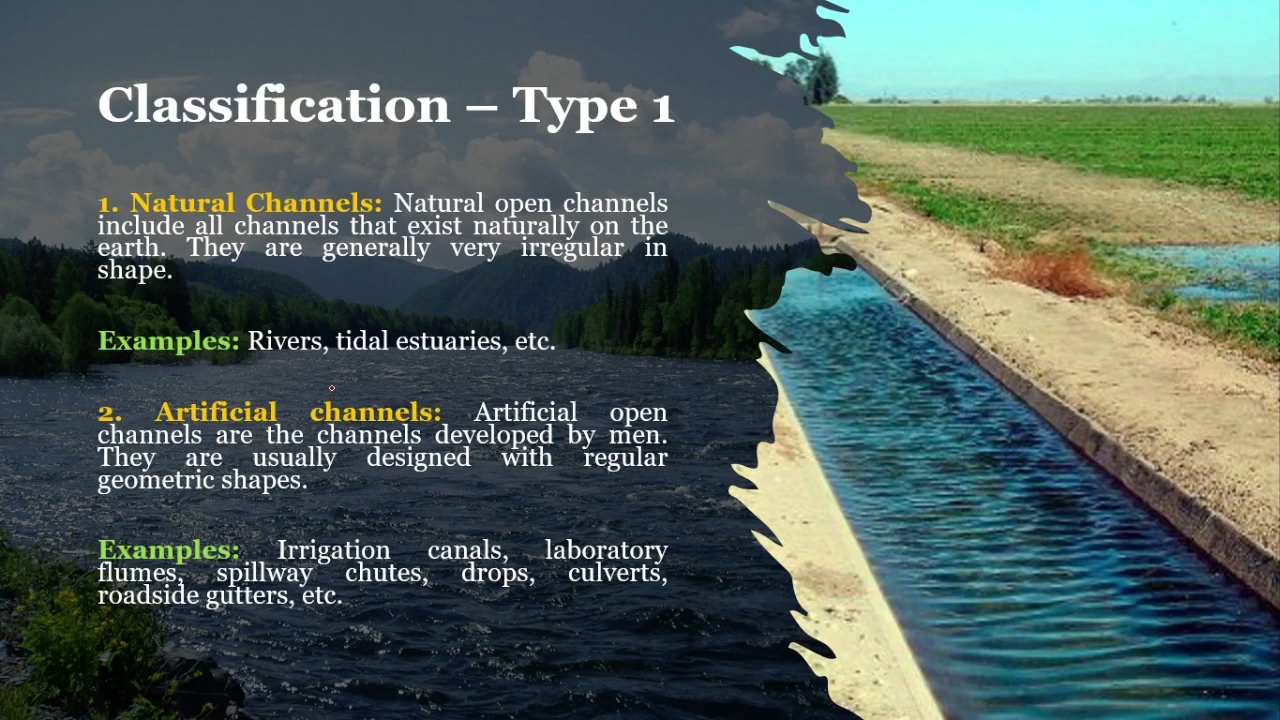 Classification – Type 1
1. Natural Channels: Natural open channels
include all channels that exist naturally on the
earth. They are generally very irregular in
shape.
Examples: Rivers, tidal estuaries, etc.
2. Artificial channels: Artificial open
channels are the channels developed by men.
They are usually designed with regular
geometric shapes.
Examples: Irrigation canals, laboratory
flumes, spillway chutes, drops, culverts,
roadside gutters, etc.